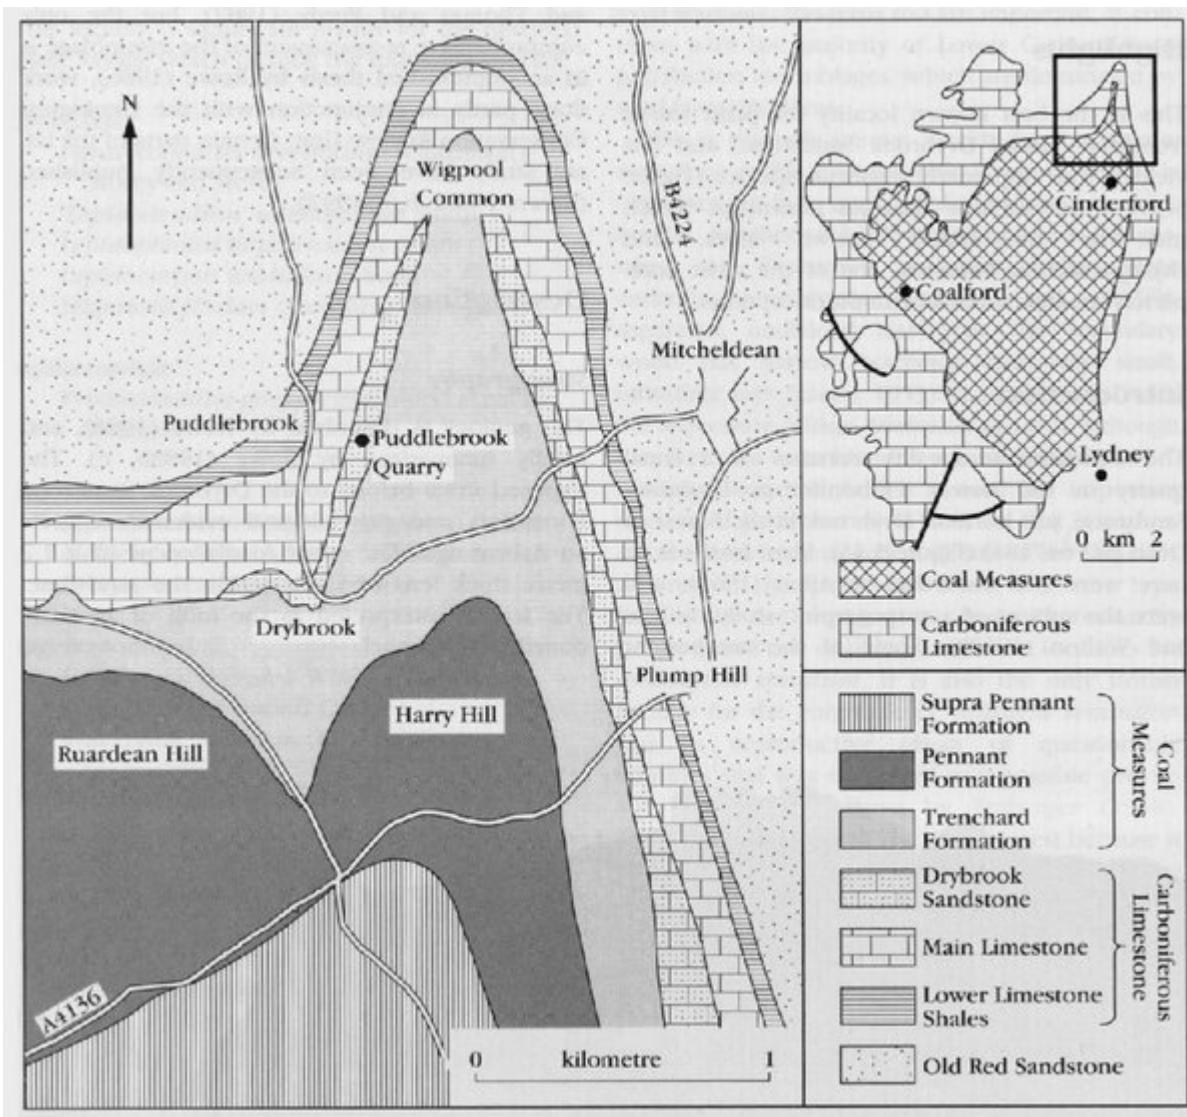 N
Wigpool
Common
B4224
Mitcheldean
Puddlebrook
Puddlebrook
Quarry
Drybrook
Plump Hill
Harry Hill
Ruardean Hill
A4136
0 kilometre 1
Cinderford
Coalford
Lydney
0 km 2
Coal Measures
Carboniferous
Limestone
Supra Pennant
Formation
Pennant
Formation
Trenchard
Formation
Coal
Measures
Drybrook
Sandstone
Main Limestone
Lower Limestone
Shales
Carboniferous
Limestone
Old Red Sandstone